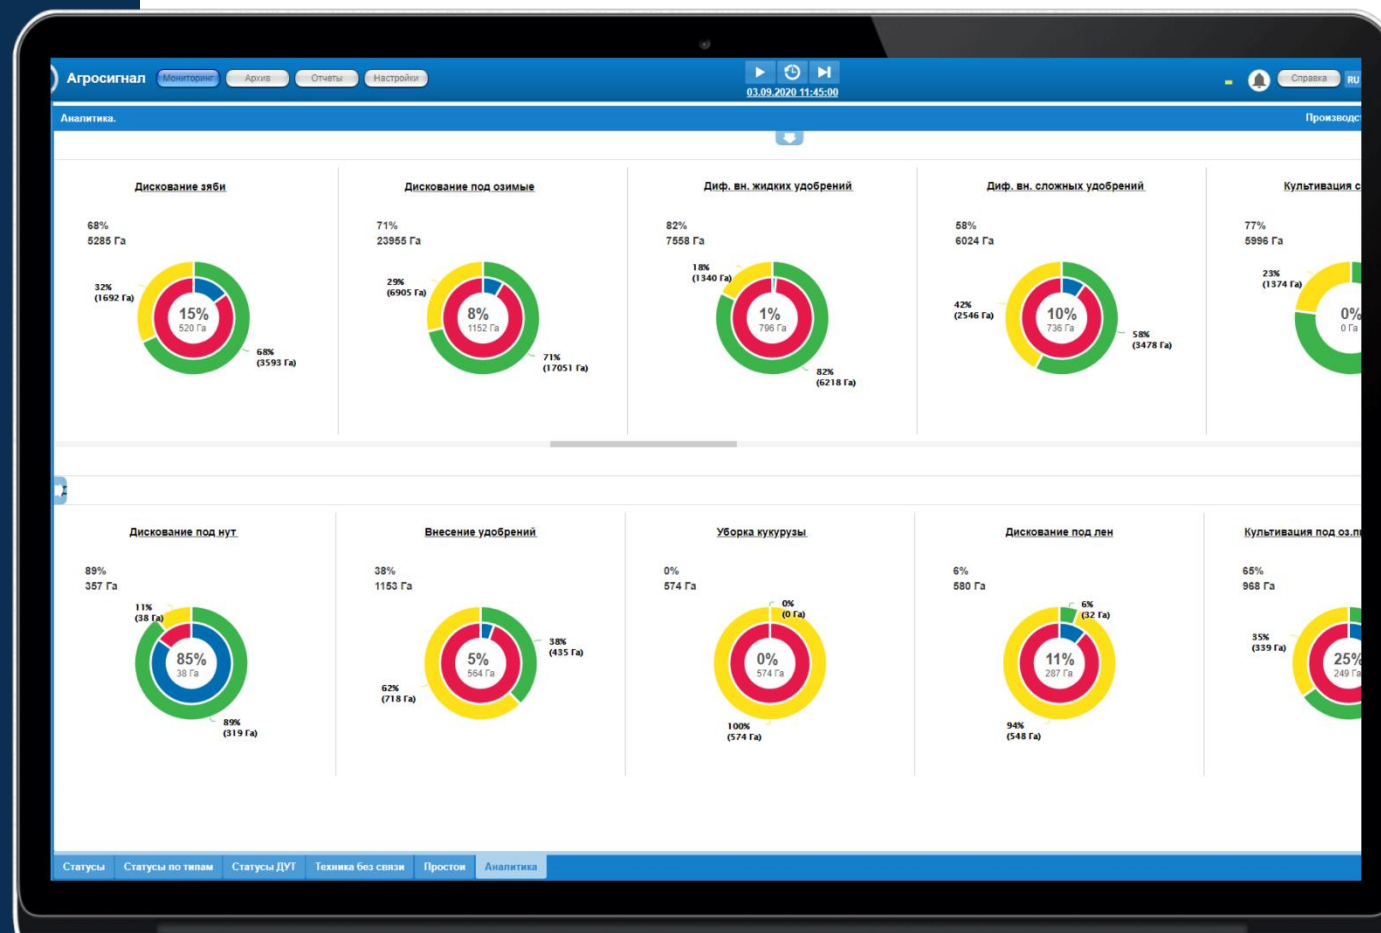 Агросигнал Мониторинг Архив Отчеты Настройки
03.09.2020 11:45:00
Справка RU
Аналитика.
Производст
Дискование зяби
68%
5285 Га
32%
(1692 Га)
15%
520 Га
68%
(3593 Га)
Дискование под озимые
71%
23955 Га
29%
(6905 Га)
8%
1152 Га
71%
(17051 Га)
Диф. вн. жидких удобрений
82%
7558 Га
18%
(1340 Га)
1%
796 Га
82%
(6218 Га)
Диф. вн. сложных удобрений
58%
6024 Га
42%
(2546 Га)
10%
736 Га
58%
(3478 Га)
Культивация с
77%
5996 Га
23%
(1374 Га)
0%
0 Га
Дискование под нут
89%
357 Га
11%
(38 Га)
85%
38 Га
89%
(319 Га)
Внесение удобрений
38%
1153 Га
38%
(435 Га)
5%
564 Га
62%
(718 Га)
Уборка кукурузы
0%
574 Га
0%
(0 Га)
0%
574 Га
100%
(574 Га)
Дискование под лен
6%
580 Га
6%
(32 Га)
11%
287 Га
94%
(548 Га)
Культивация под оз.п
65%
968 Га
35%
(339 Га)
25%
249 Га
Статусы Статусы по типам Статусы ДУТ Техника без связи Простои Аналитика